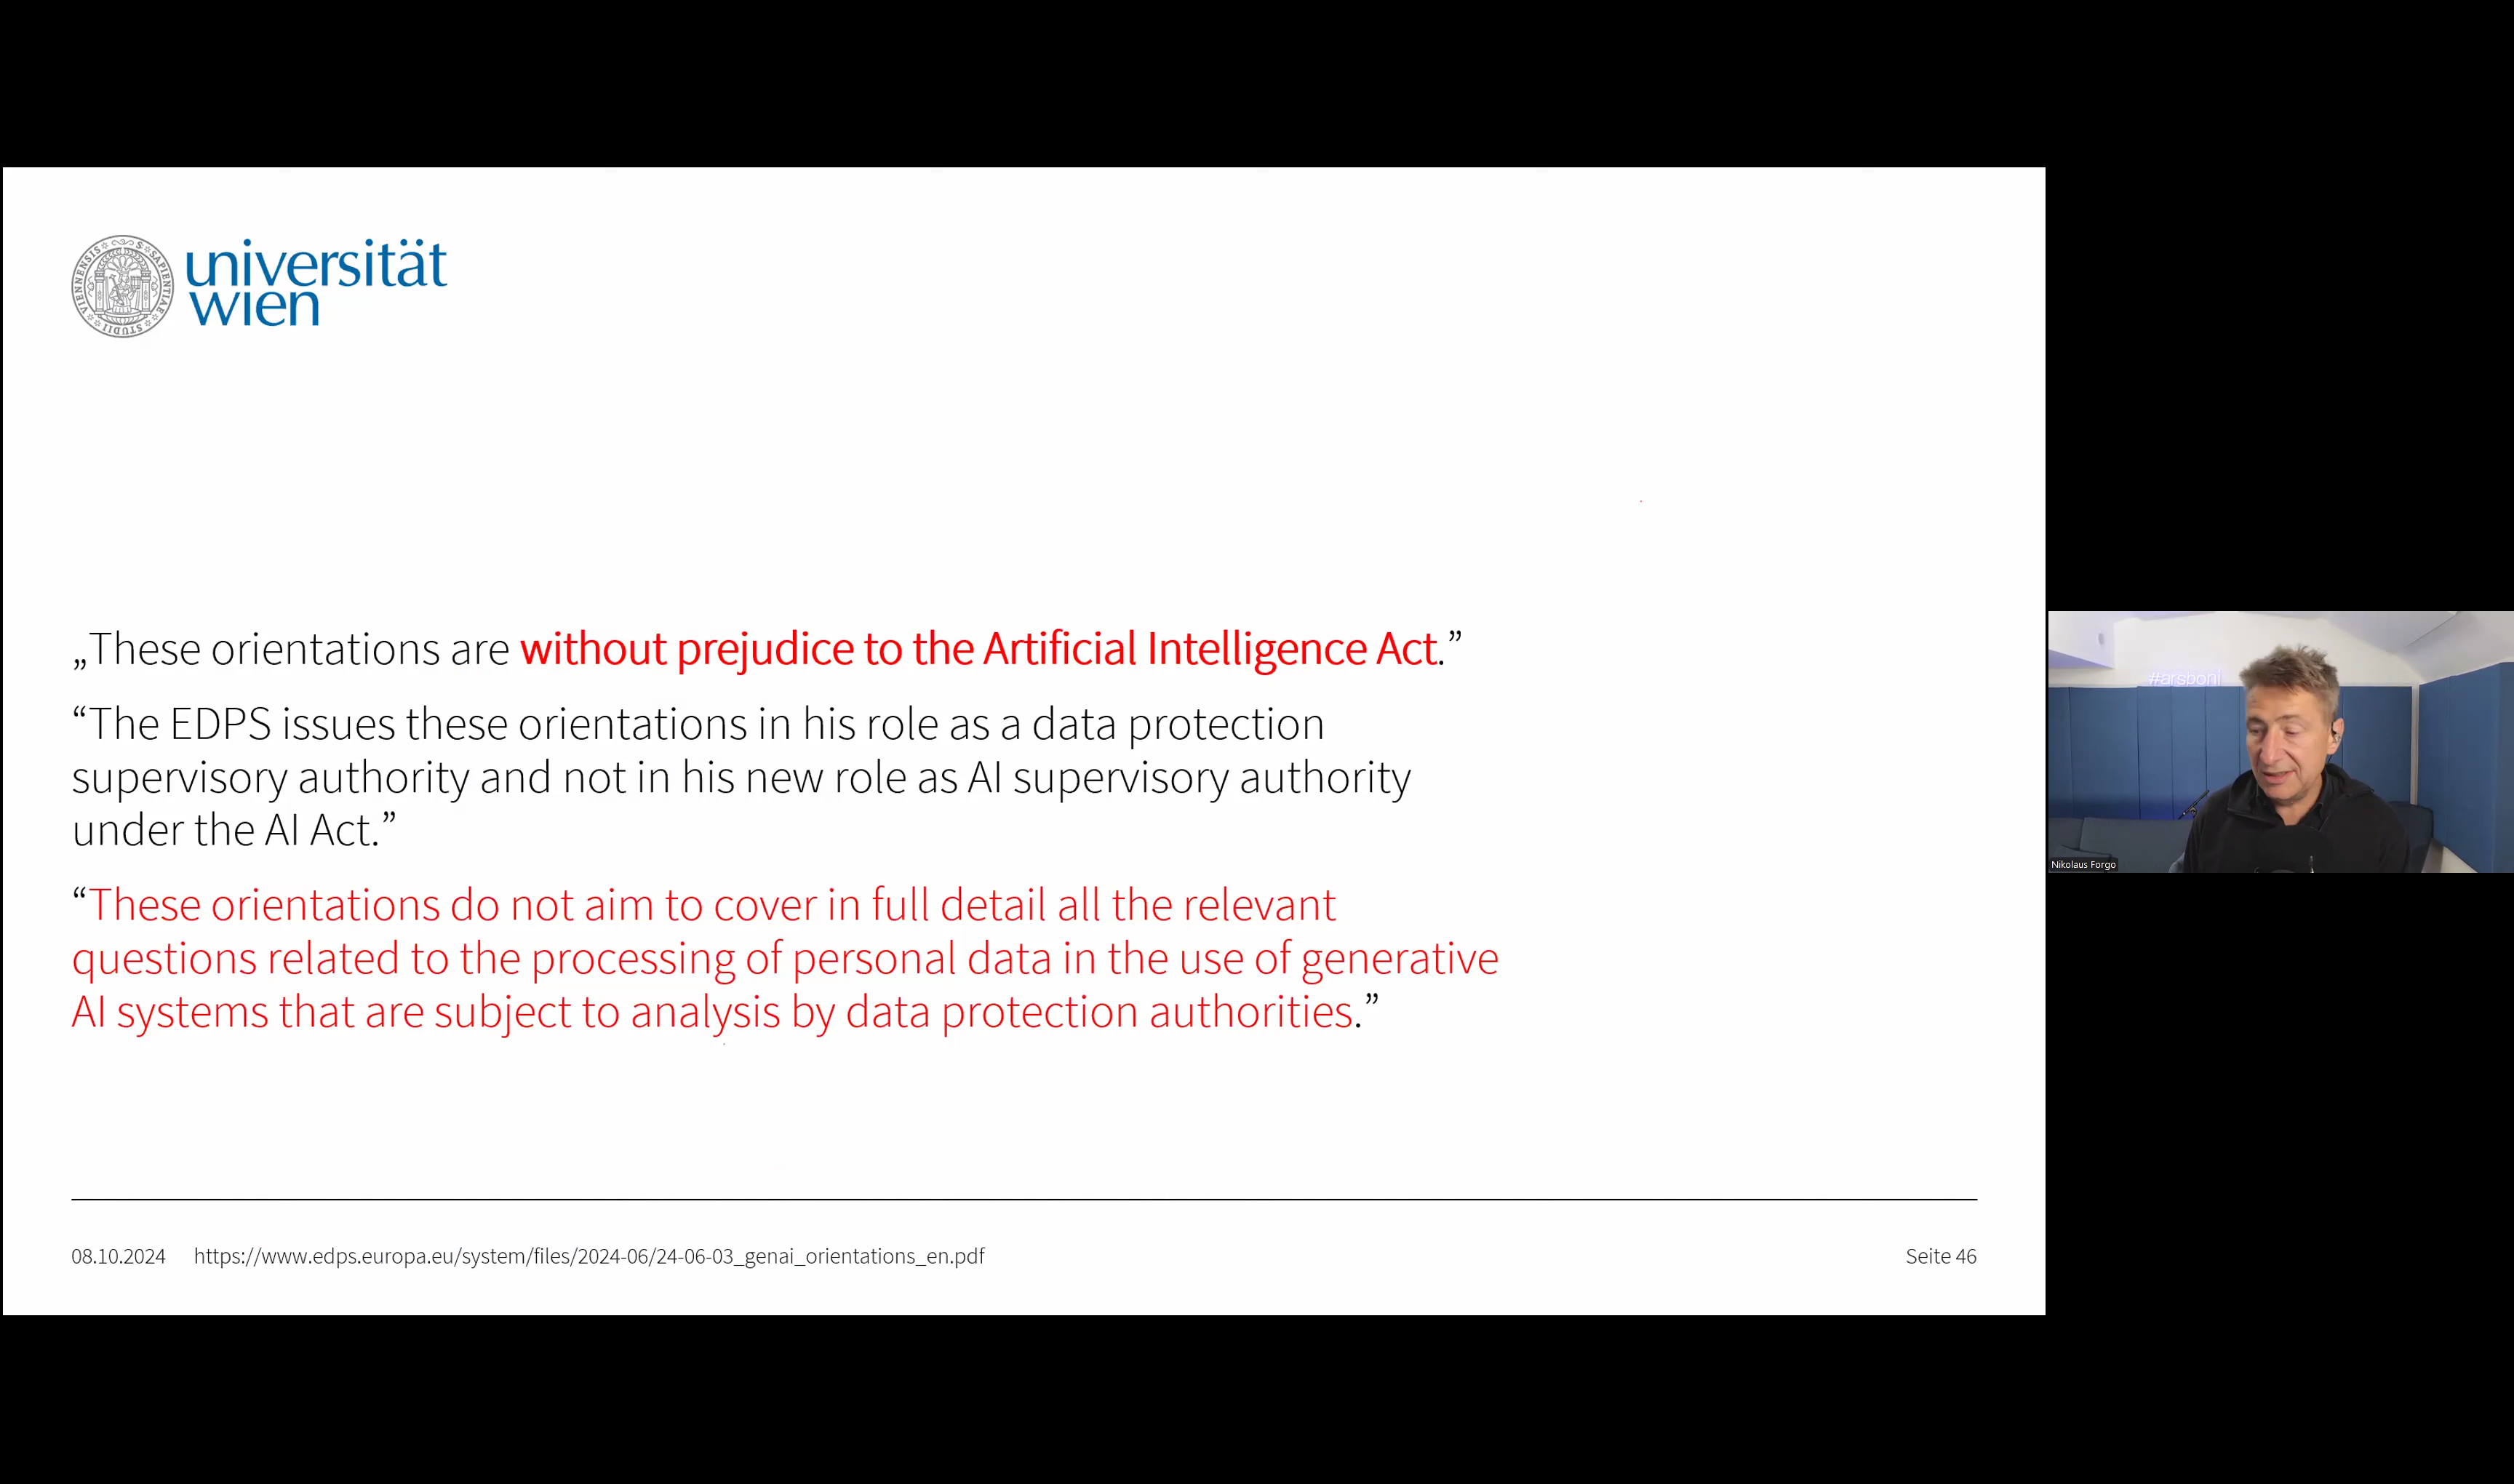 universität
wien
VIENNENSIS SAPIENTIAE STUDII
„These orientations are without prejudice to the Artificial Intelligence Act.”
“The EDPS issues these orientations in his role as a data protection
supervisory authority and not in his new role as AI supervisory authority
under the AI Act.”
“These orientations do not aim to cover in full detail all the relevant
questions related to the processing of personal data in the use of generative
AI systems that are subject to analysis by data protection authorities.”
#arsboni
Nikolaus Forgo
08.10.2024 https://www.edps.europa.eu/system/files/2024-06/24-06-03_genai_orientations_en.pdf Seite 46